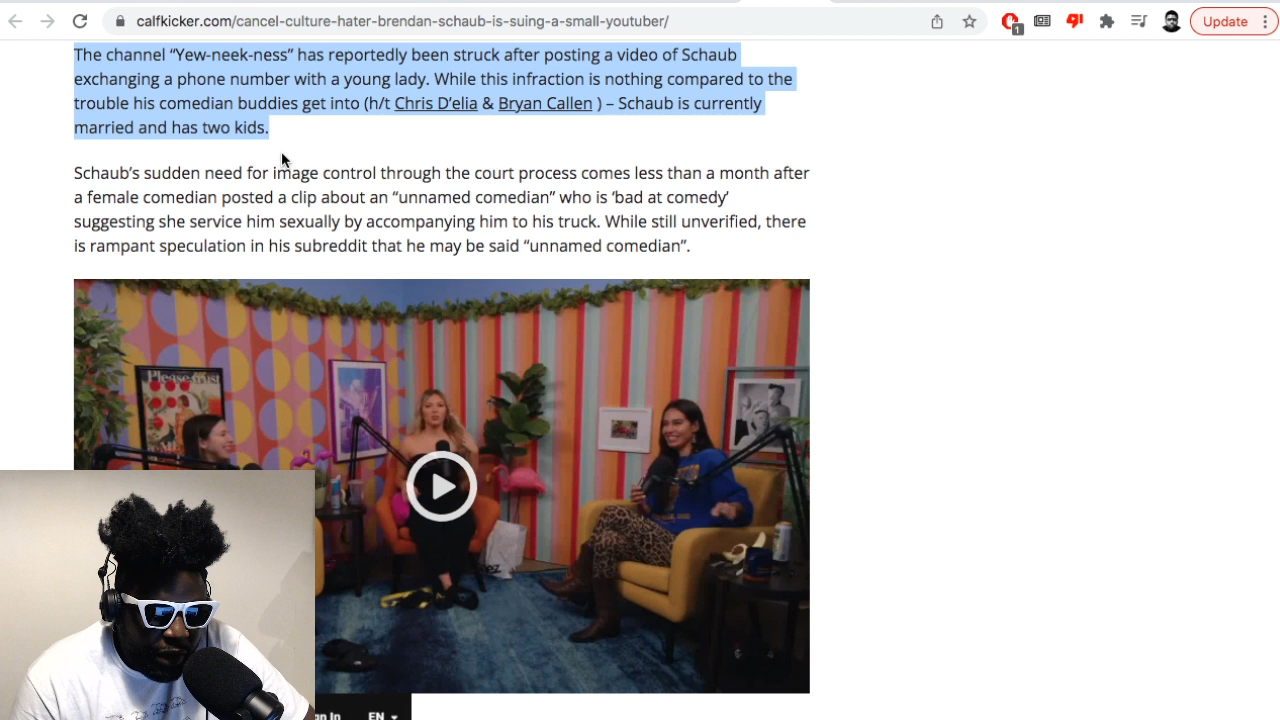 calfkicker.com/cancel-culture-hater-brendan-schaub-is-suing-a-small-youtuber/
1
Update
The channel “Yew-neek-ness” has reportedly been struck after posting a video of Schaub
exchanging a phone number with a young lady. While this infraction is nothing compared to the
trouble his comedian buddies get into (h/t Chris D’elia & Bryan Callen ) – Schaub is currently
married and has two kids.
Schaub’s sudden need for image control through the court process comes less than a month after
a female comedian posted a clip about an “unnamed comedian” who is ‘bad at comedy’
suggesting she service him sexually by accompanying him to his truck. While still unverified, there
is rampant speculation in his subreddit that he may be said “unnamed comedian”.
EN